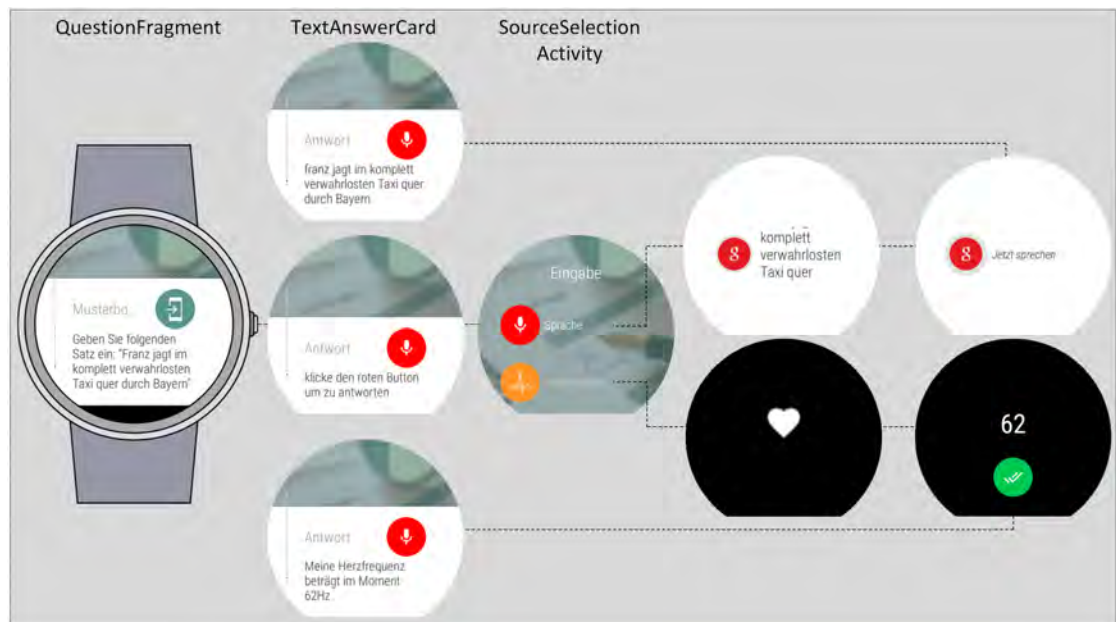 QuestionFragment
TextAnswerCard
SourceSelection
Activity
Antwort
franz jagt im komplett
verwahrlosten Taxi quer
durch Bayern
Musterbo...
Geben Sie folgenden
Satz ein: "Franz jagt im
komplett verwahrlosten
Taxi quer durch Bayern"
Antwort
klicke den roten Button
um zu antworten
Eingabe
Sprache
komplett
verwahrlosten
Taxi quer
Jetzt sprechen
62
Antwort
Meine Herzfrequenz
beträgt im Moment
62Hz